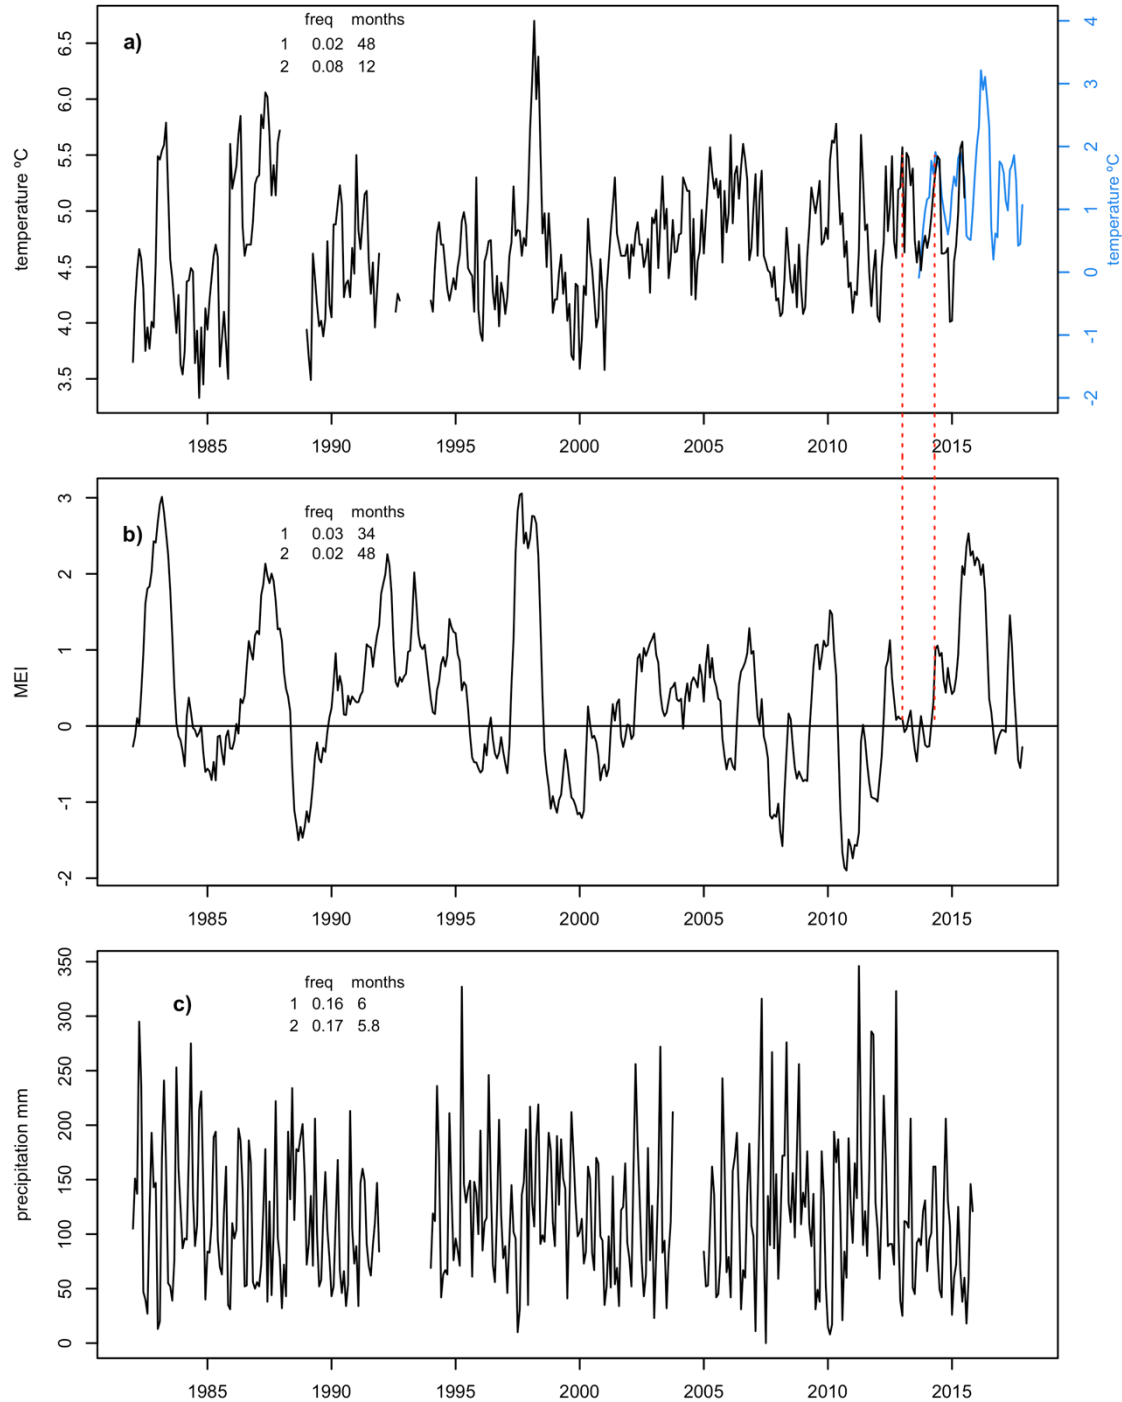 a)
freq months
1 0.02 48
2 0.08 12
temperature ºC
3.5 4.0 4.5 5.0 5.5 6.0 6.5
temperature ºC
-2 -1 0 1 2 3 4
1985 1990 1995 2000 2005 2010 2015
b)
freq months
1 0.03 34
2 0.02 48
MEI
-2 -1 0 1 2 3
1985 1990 1995 2000 2005 2010 2015
c)
freq months
1 0.16 6
2 0.17 5.8
precipitation mm
0 50 100 150 200 250 300 350
1985 1990 1995 2000 2005 2010 2015